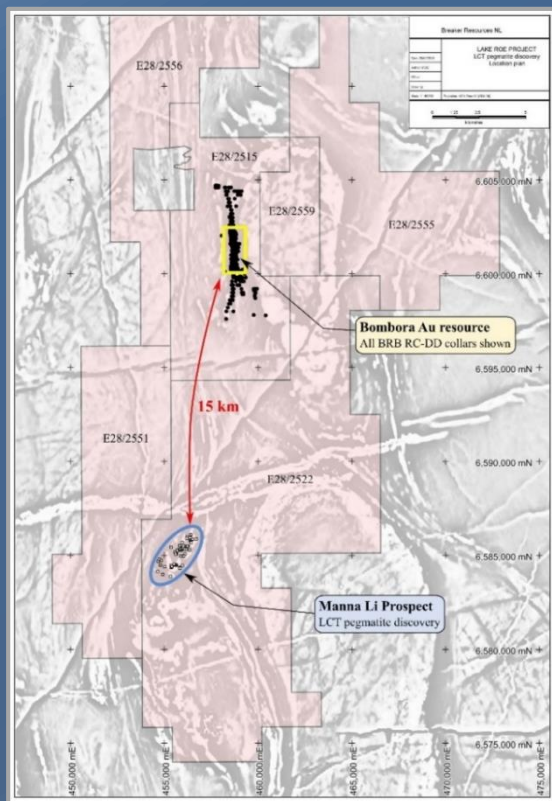 Breaker Resources NL
LAKE ROE PROJECT
LCT pegmatite discovery
Location plan
E28/2556
E28/2515
E28/2559
E28/2555
6,605,000 mN
6,600,000 mN
Bombora Au resource
All BRB RC-DD collars shown
6,595,000 mN
15 km
E28/2551
6,590,000 mN
E28/2522
6,585,000 mN
Manna Li Prospect
LCT pegmatite discovery
6,580,000 mN
6,575,000 mN
450,000 mE
455,000 mE
460,000 mE
465,000 mE
470,000 mE
475,000 mE